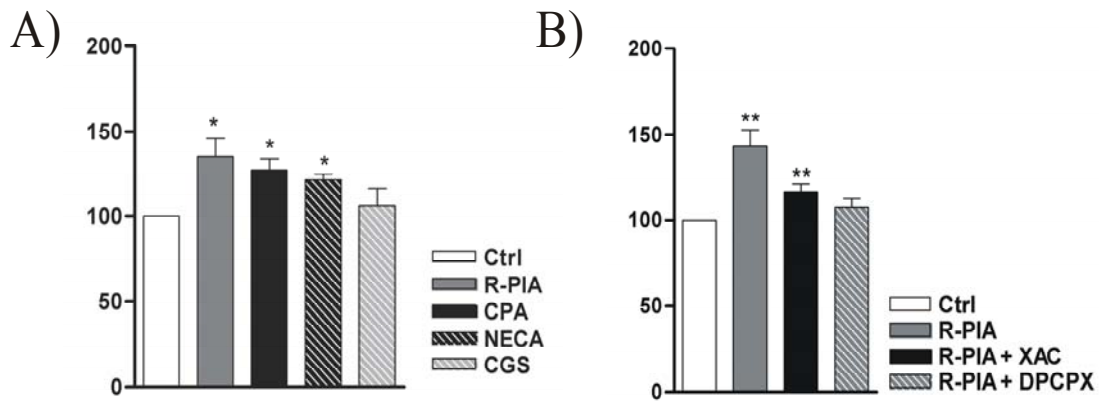 A)
200
150
100
50
0
*
*
*
Ctrl
R-PIA
CPA
NECA
CGS
B)
200
150
100
50
0
**
**
Ctrl
R-PIA
R-PIA + XAC
R-PIA + DPCPX